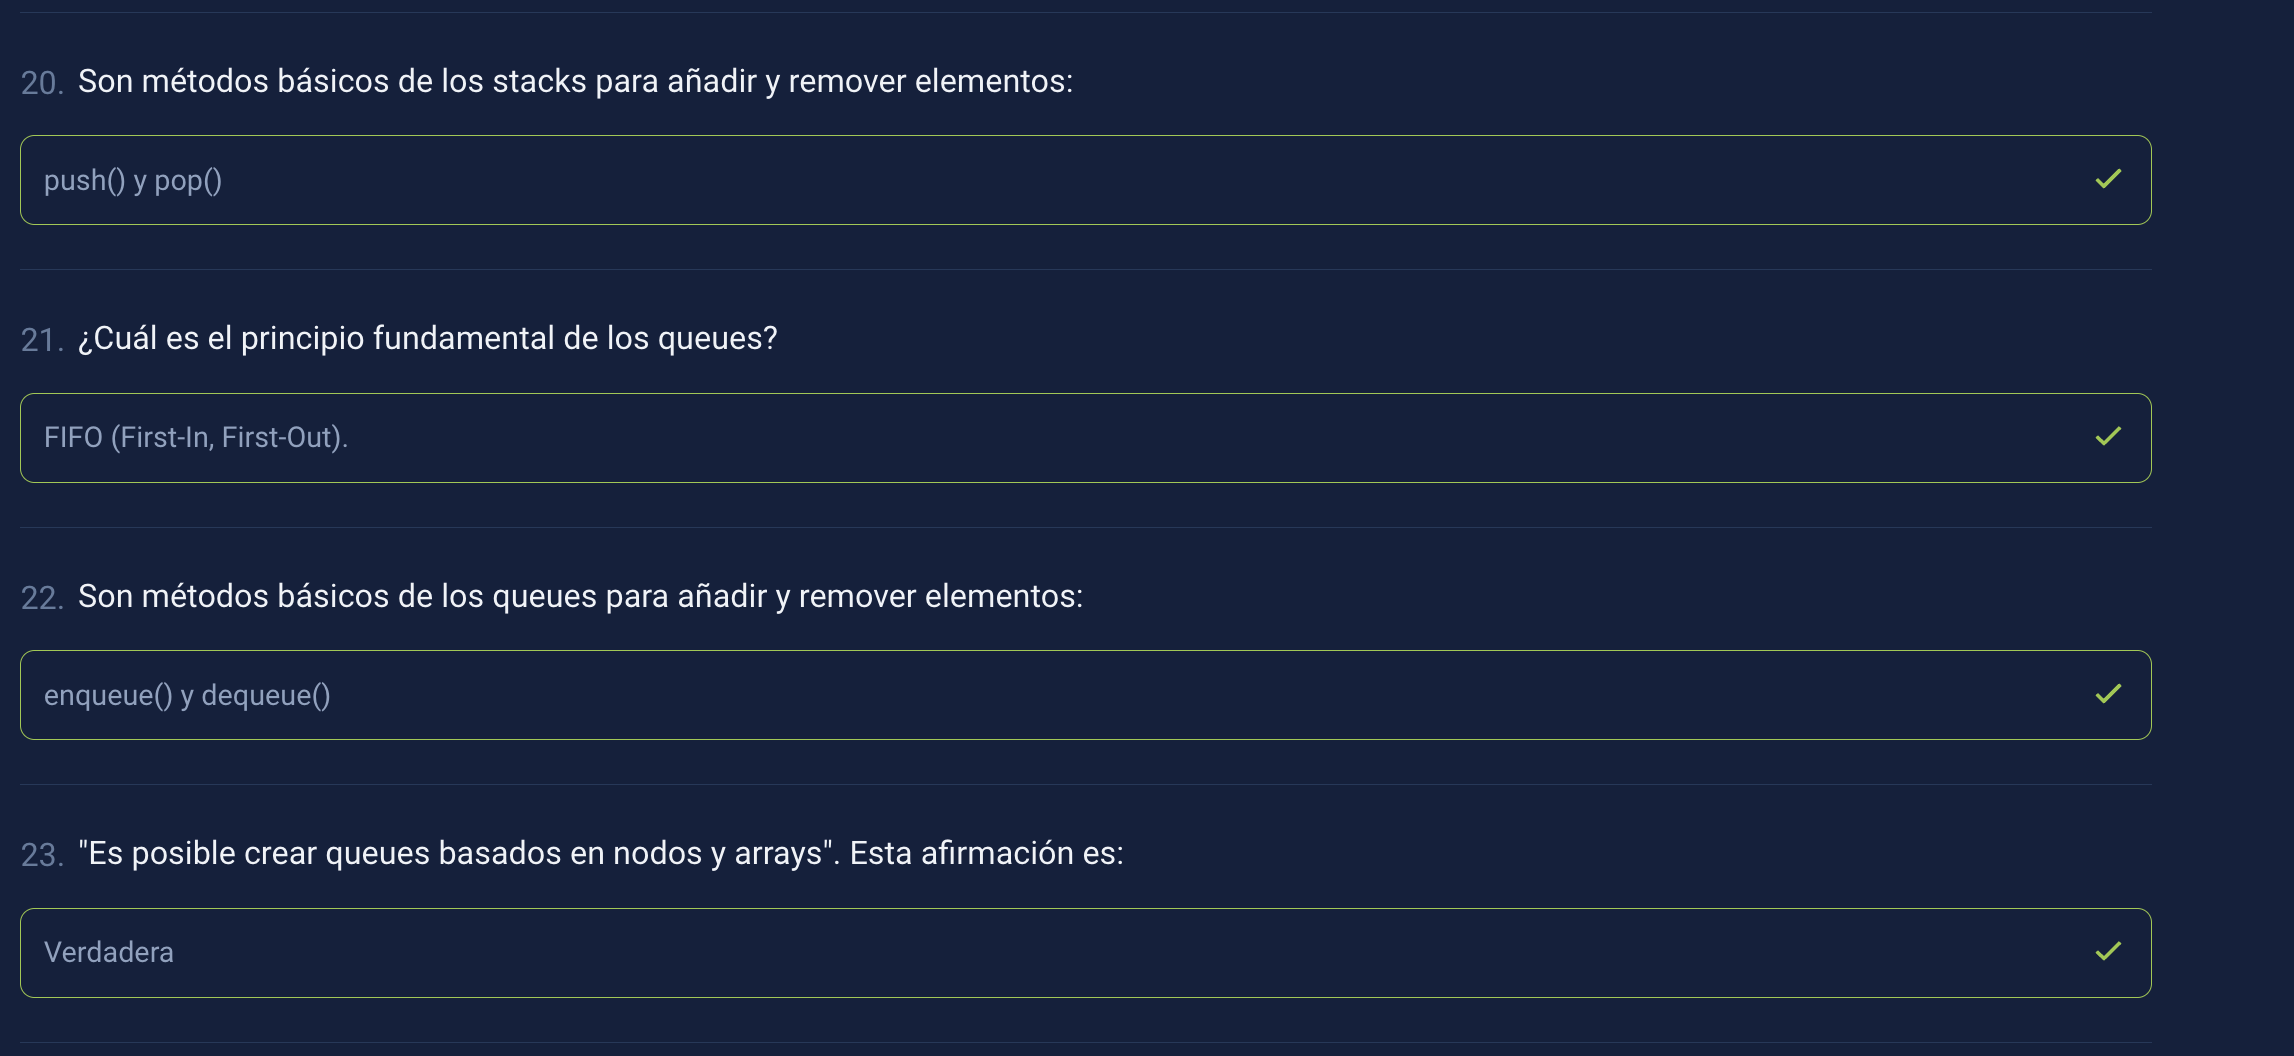 20. Son métodos básicos de los stacks para añadir y remover elementos:
push() y pop()
21. ¿Cuál es el principio fundamental de los queues?
FIFO (First-In, First-Out).
22. Son métodos básicos de los queues para añadir y remover elementos:
enqueue() y dequeue()
23. "Es posible crear queues basados en nodos y arrays". Esta afirmación es:
Verdadera